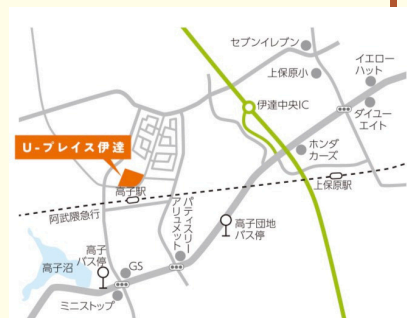 セブンイレブン
上保原小
イエロー
ハット
伊達中央IC
ダイユー
エイト
ホンダ
カーズ
U-プレイス伊達
高子駅
上保原駅
阿武隈急行
パティスリー
アリュメット
高子団地
バス停
高子
バス停
高子沼
GS
ミニストップ